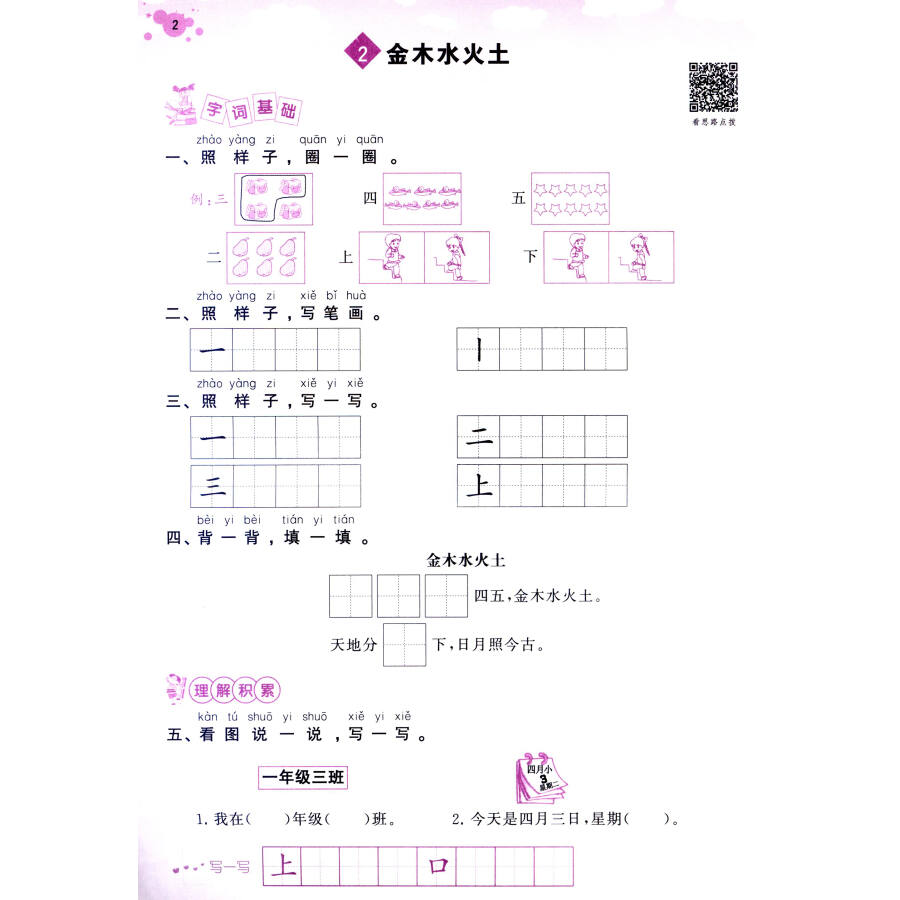 2
2 金木水火土
看思路点拨
字词基础
zhào yàng zi quān yi quān
一、照样子,圈一圈。
例:三 四 五
二 上 下
zhào yàng zi xiě bǐ huà
二、照样子,写笔画。
一 丨
zhào yàng zi xiě yi xiě
三、照样子,写一写。
一 二
三 上
bèi yi bèi tián yi tián
四、背一背,填一填。
金木水火土
四五,金木水火土。
天地分 下,日月照今古。
理解积累
kàn tú shuō yi shuō xiě yi xiě
五、看图说一说,写一写。
一年级三班
四月小
3
星期二
1. 我在( )年级( )班。 2. 今天是四月三日,星期( )。
写一写 上 口